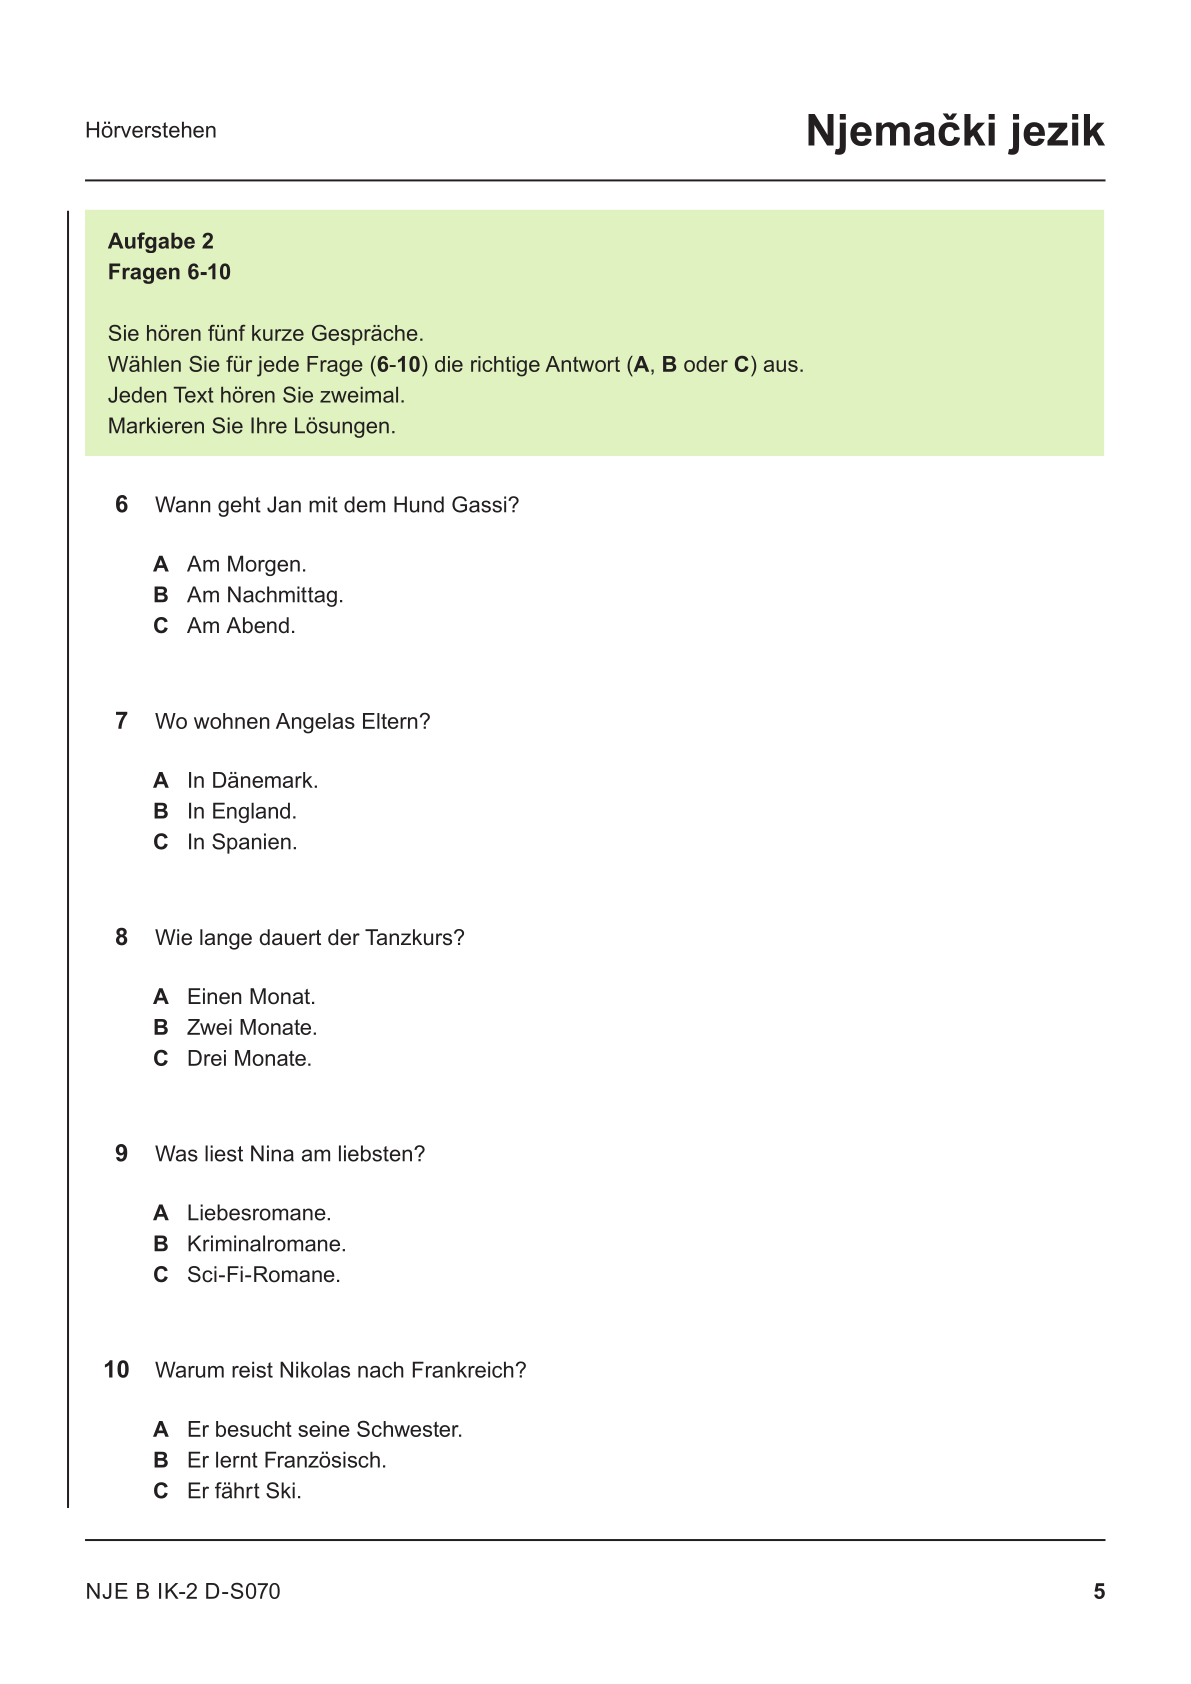 Hörverstehen
Njemački jezik
Aufgabe 2
Fragen 6-10
Sie hören fünf kurze Gespräche.
Wählen Sie für jede Frage (6-10) die richtige Antwort (A, B oder C) aus.
Jeden Text hören Sie zweimal.
Markieren Sie Ihre Lösungen.
6 Wann geht Jan mit dem Hund Gassi?
A Am Morgen.
B Am Nachmittag.
C Am Abend.
7 Wo wohnen Angelas Eltern?
A In Dänemark.
B In England.
C In Spanien.
8 Wie lange dauert der Tanzkurs?
A Einen Monat.
B Zwei Monate.
C Drei Monate.
9 Was liest Nina am liebsten?
A Liebesromane.
B Kriminalromane.
C Sci-Fi-Romane.
10 Warum reist Nikolas nach Frankreich?
A Er besucht seine Schwester.
B Er lernt Französisch.
C Er fährt Ski.
NJE B IK-2 D-S070
5